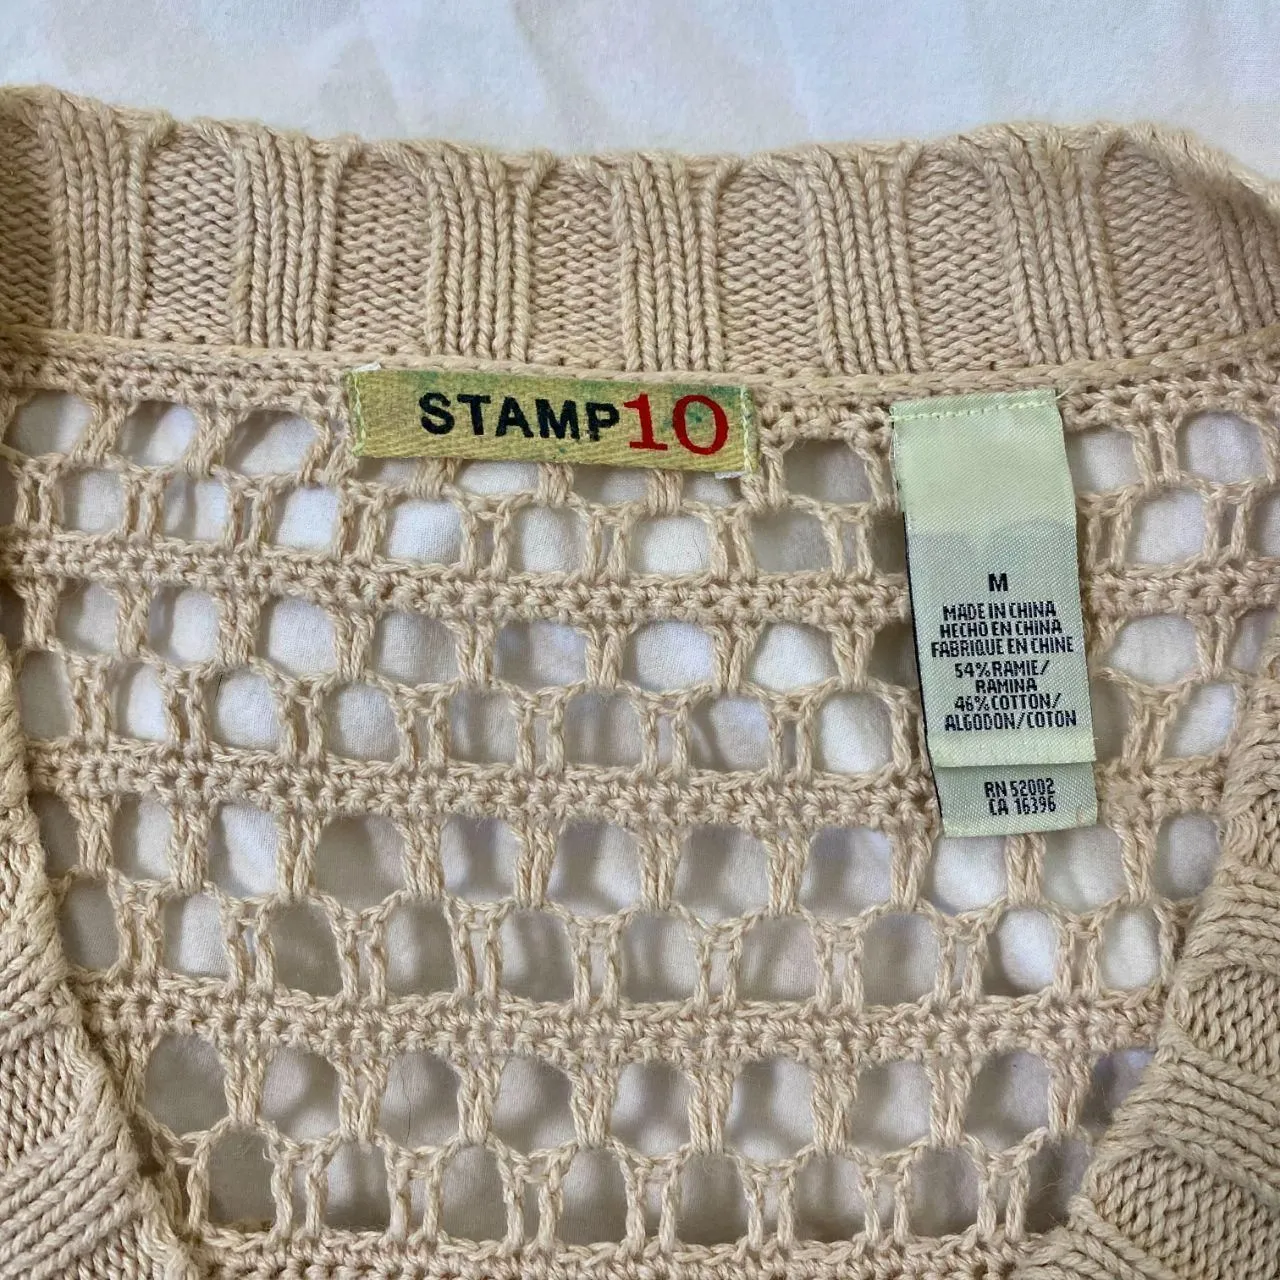 STAMP10
M
MADE IN CHINA
HECHO EN CHINA
FABRIQUE EN CHINE
54%RAMIE/
RAMINA
46%COTTON/
ALGODON/COTON
RN 52002
CA 16396